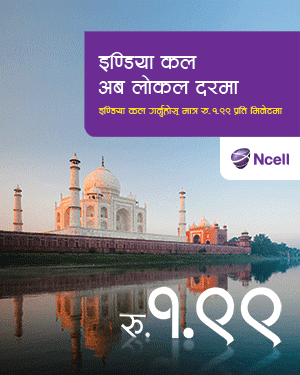 इण्डिया कल
अब लोकल दरमा
इण्डिया कल गर्नुहोस् मात्र रु. १.९९ प्रति मिनेटमा
Ncell
रु.१.९९